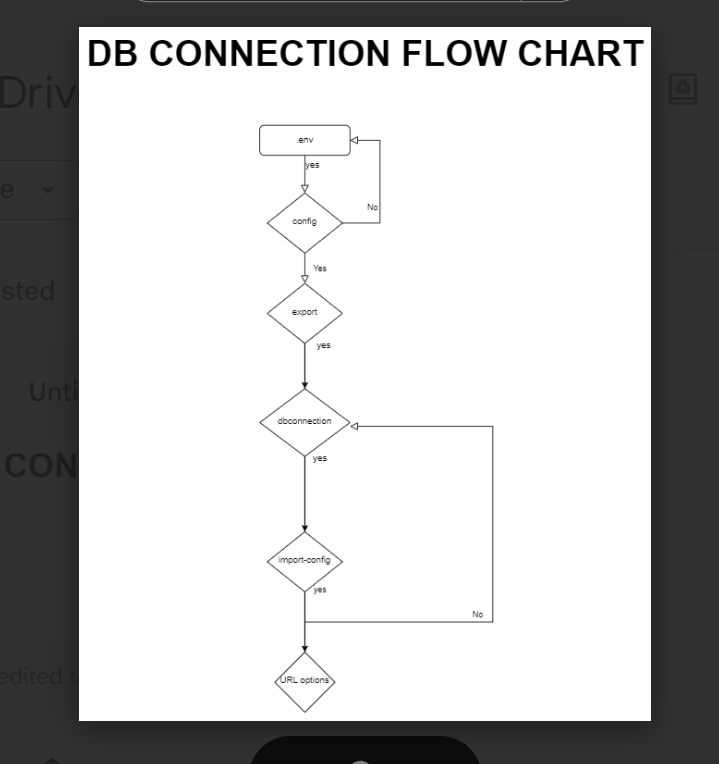 DB CONNECTION FLOW CHART
Driv
.env
yes
e
No
config
Yes
sted
export
yes
Unti
dbconnection
CON
yes
import-config
yes
No
edited t
URL options